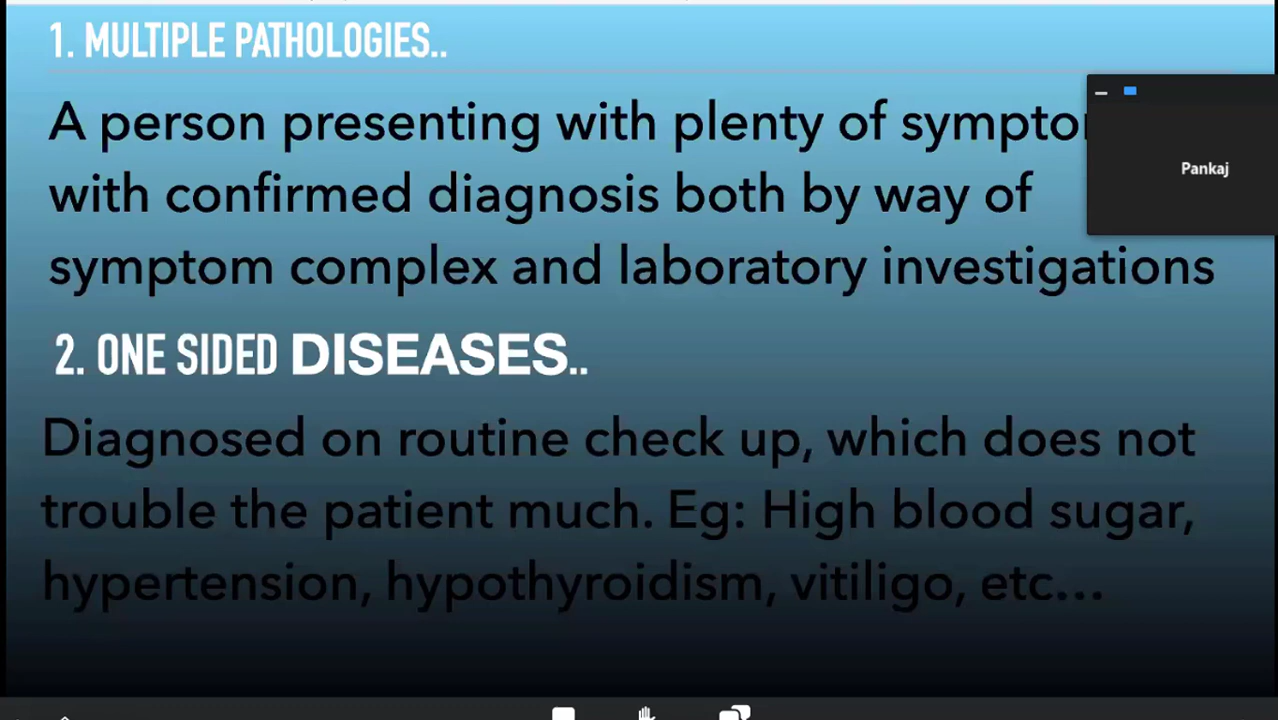 1. MULTIPLE PATHOLOGIES..
A person presenting with plenty of
Pankaj
with confirmed diagnosis both by way of
symptom complex and laboratory investigations
2. ONE SIDED DISEASES..
Diagnosed on routine check up, which does not
trouble the patient much. Eg: High blood sugar,
hypertension, hypothyroidism, vitiligo, etc...